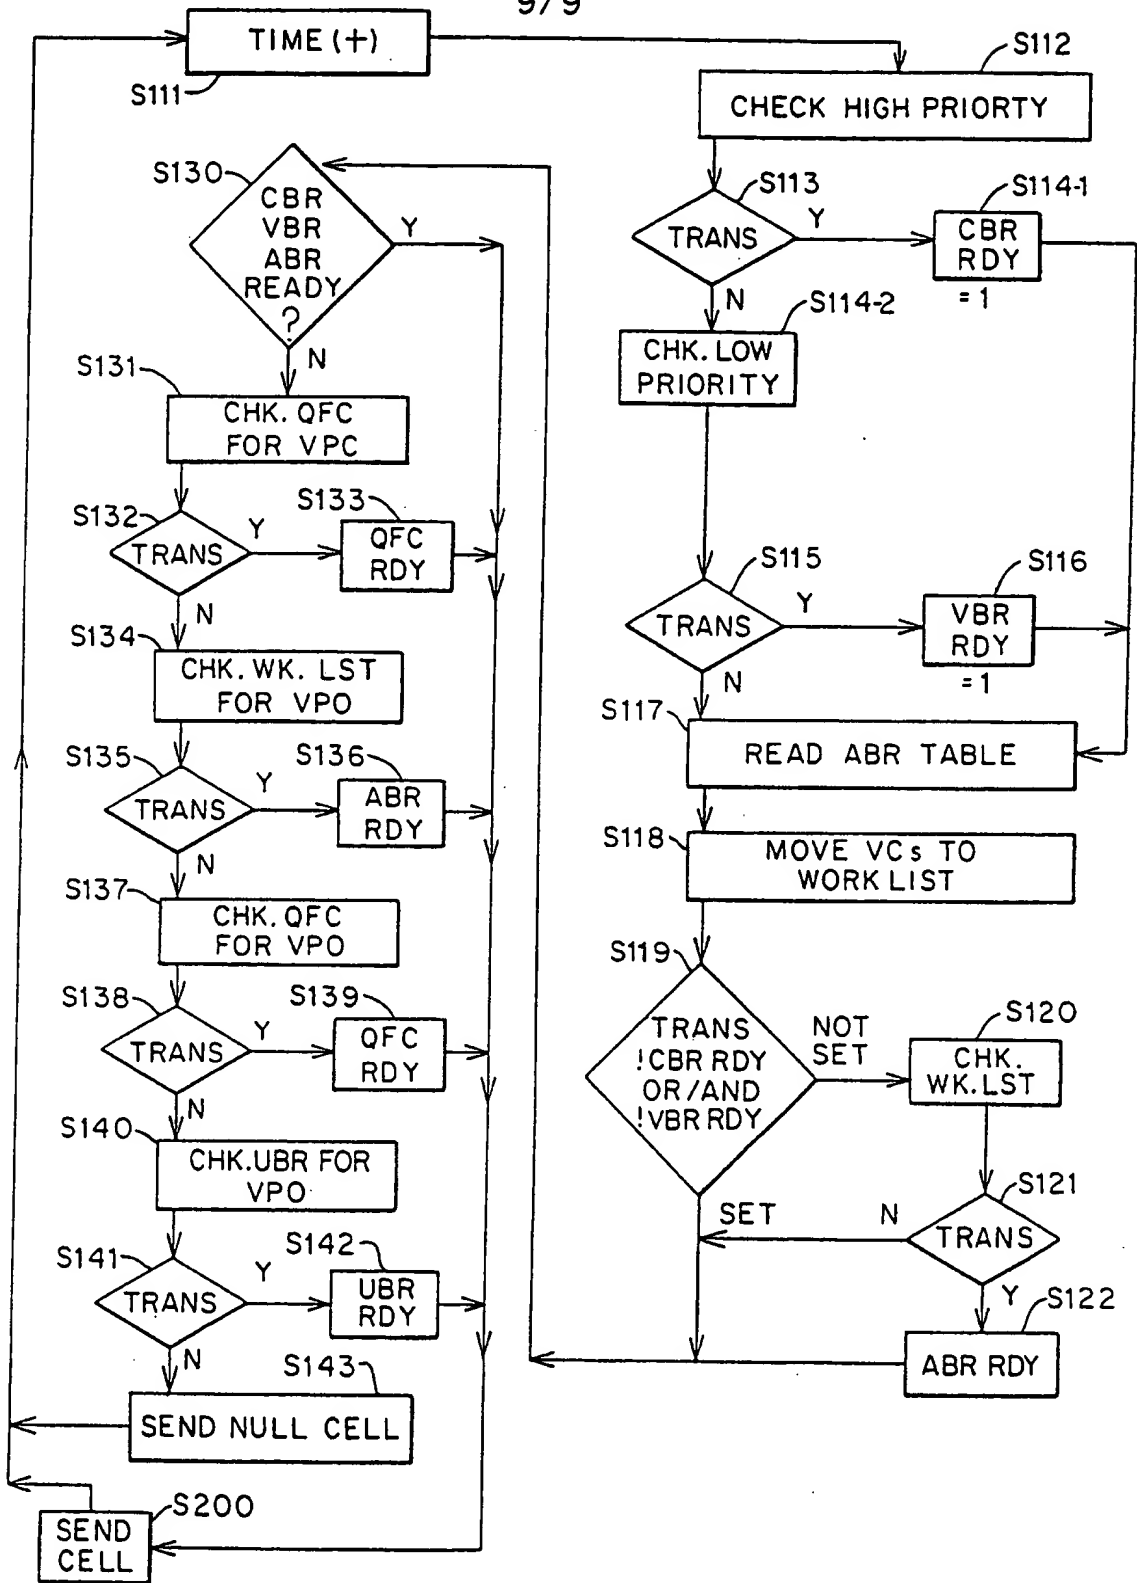 9/9
TIME (+)
S111
S112
CHECK HIGH PRIORTY
S113
TRANS
Y
N
S114-1
CBR
RDY
= 1
S114-2
CHK. LOW
PRIORITY
S115
TRANS
Y
N
S116
VBR
RDY
= 1
S117
READ ABR TABLE
S118
MOVE VCs TO
WORK LIST
S119
TRANS
!CBR RDY
OR/AND
!VBR RDY
NOT
SET
SET
S120
CHK.
WK.LST
S121
TRANS
N
Y
S122
ABR RDY
S130
CBR
VBR
ABR
READY
?
Y
N
S131
CHK. QFC
FOR VPC
S132
TRANS
Y
N
S133
QFC
RDY
S134
CHK. WK. LST
FOR VPO
S135
TRANS
Y
N
S136
ABR
RDY
S137
CHK. QFC
FOR VPO
S138
TRANS
Y
N
S139
QFC
RDY
S140
CHK.UBR FOR
VPO
S141
TRANS
Y
N
S142
UBR
RDY
S143
SEND NULL CELL
S200
SEND
CELL